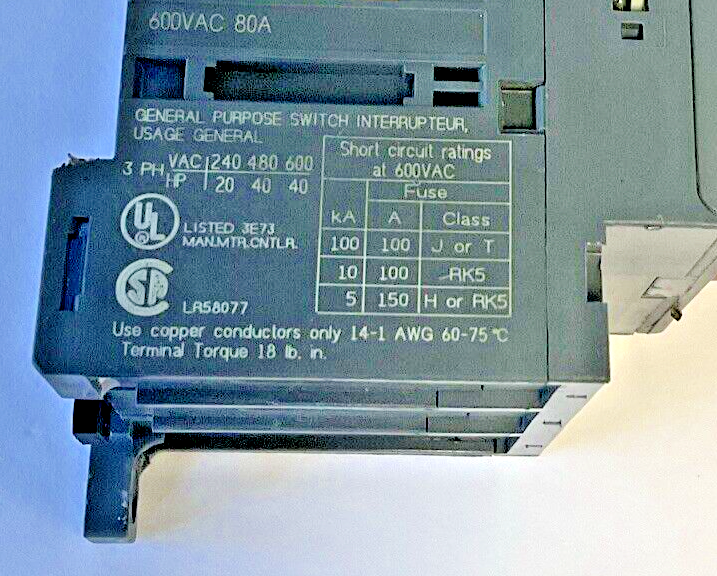 600VAC 80A
GENERAL PURPOSE SWITCH INTERRUPTEUR,
USAGE GENERAL
3 PH VAC 240 480 600
HP 20 40 40
UL
LISTED 3E73
MAN.MTR.CNTLR.
SA
LR58077
Short circuit ratings
at 600VAC
Fuse
kA A Class
100 100 J or T
10 100 RK5
5 150 H or RK5
Use copper conductors only 14-1 AWG 60-75 °C
Terminal Torque 18 lb. in.